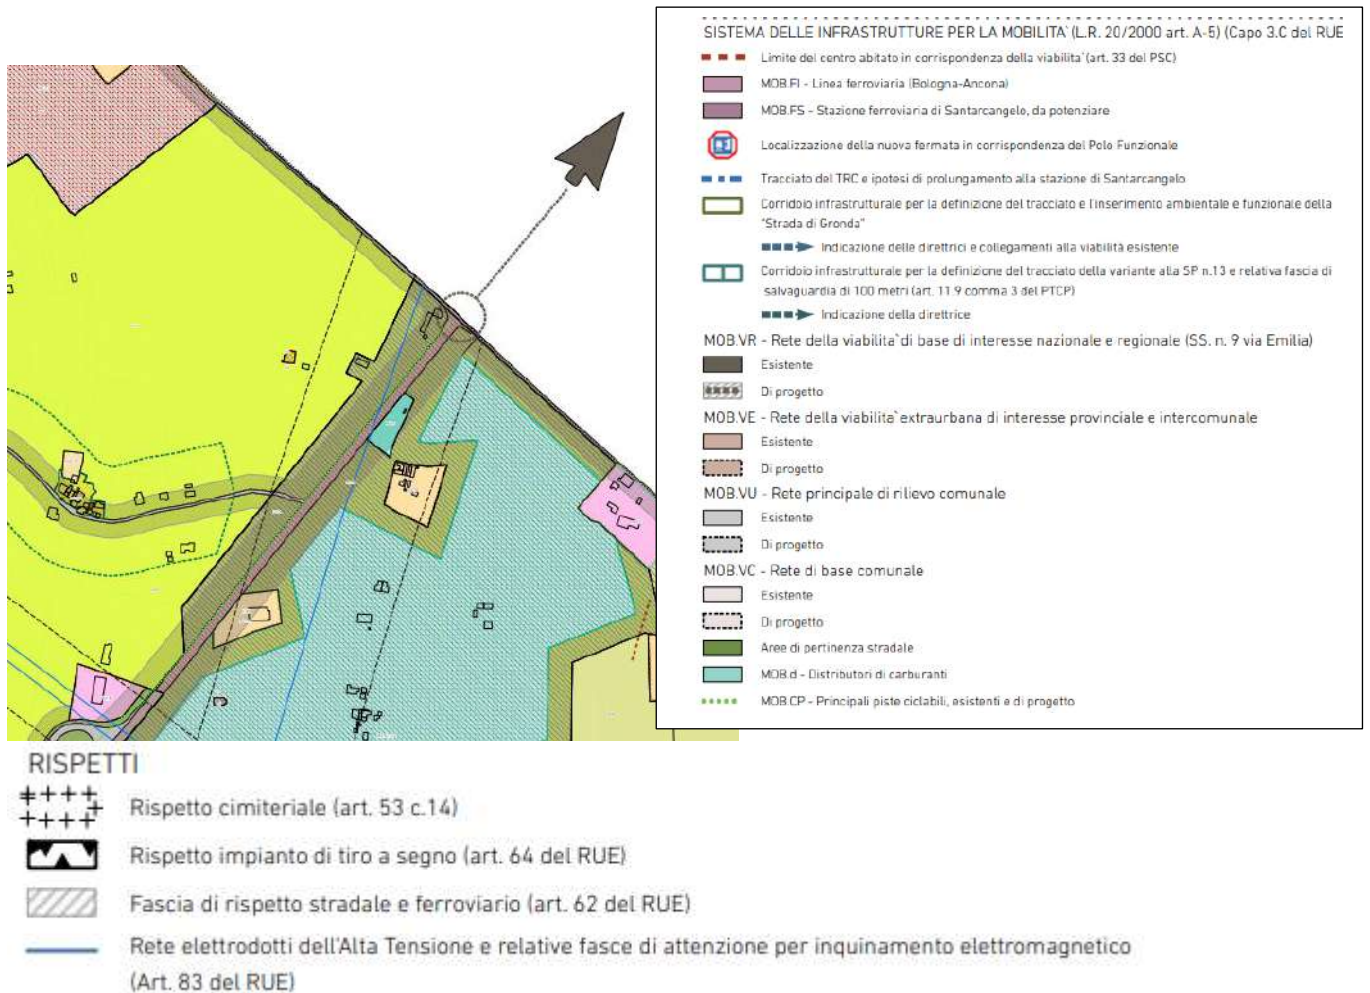 SISTEMA DELLE INFRASTRUTTURE PER LA MOBILITA` (L.R. 20/2000 art. A-5) (Capo 3.C del RUE
Limite del centro abitato in corrispondenza della viabilita` (art. 33 del PSC)
MOB.FI - Linea ferroviaria (Bologna-Ancona)
MOB.FS - Stazione ferroviaria di Santarcangelo, da potenziare
Localizzazione della nuova fermata in corrispondenza del Polo Funzionale
Tracciato del TRC e ipotesi di prolungamento alla stazione di Santarcangelo
Corridoio infrastrutturale per la definizione del tracciato e l'inserimento ambientale e funzionale della
"Strada di Gronda"
Indicazione delle direttrici e collegamenti alla viabilità esistente
Corridoio infrastrutturale per la definizione del tracciato della variante alla SP n.13 e relativa fascia di
salvaguardia di 100 metri (art. 11.9 comma 3 del PTCP)
Indicazione della direttrice
MOB.VR - Rete della viabilita` di base di interesse nazionale e regionale (SS. n. 9 via Emilia)
Esistente
Di progetto
MOB.VE - Rete della viabilita` extraurbana di interesse provinciale e intercomunale
Esistente
Di progetto
MOB.VU - Rete principale di rilievo comunale
Esistente
Di progetto
MOB.VC - Rete di base comunale
Esistente
Di progetto
Aree di pertinenza stradale
MOB.d - Distributori di carburanti
MOB.CP - Principali piste ciclabili, esistenti e di progetto
RISPETTI
Rispetto cimiteriale (art. 53 c.14)
Rispetto impianto di tiro a segno (art. 64 del RUE)
Fascia di rispetto stradale e ferroviario (art. 62 del RUE)
Rete elettrodotti dell'Alta Tensione e relative fasce di attenzione per inquinamento elettromagnetico
(Art. 83 del RUE)